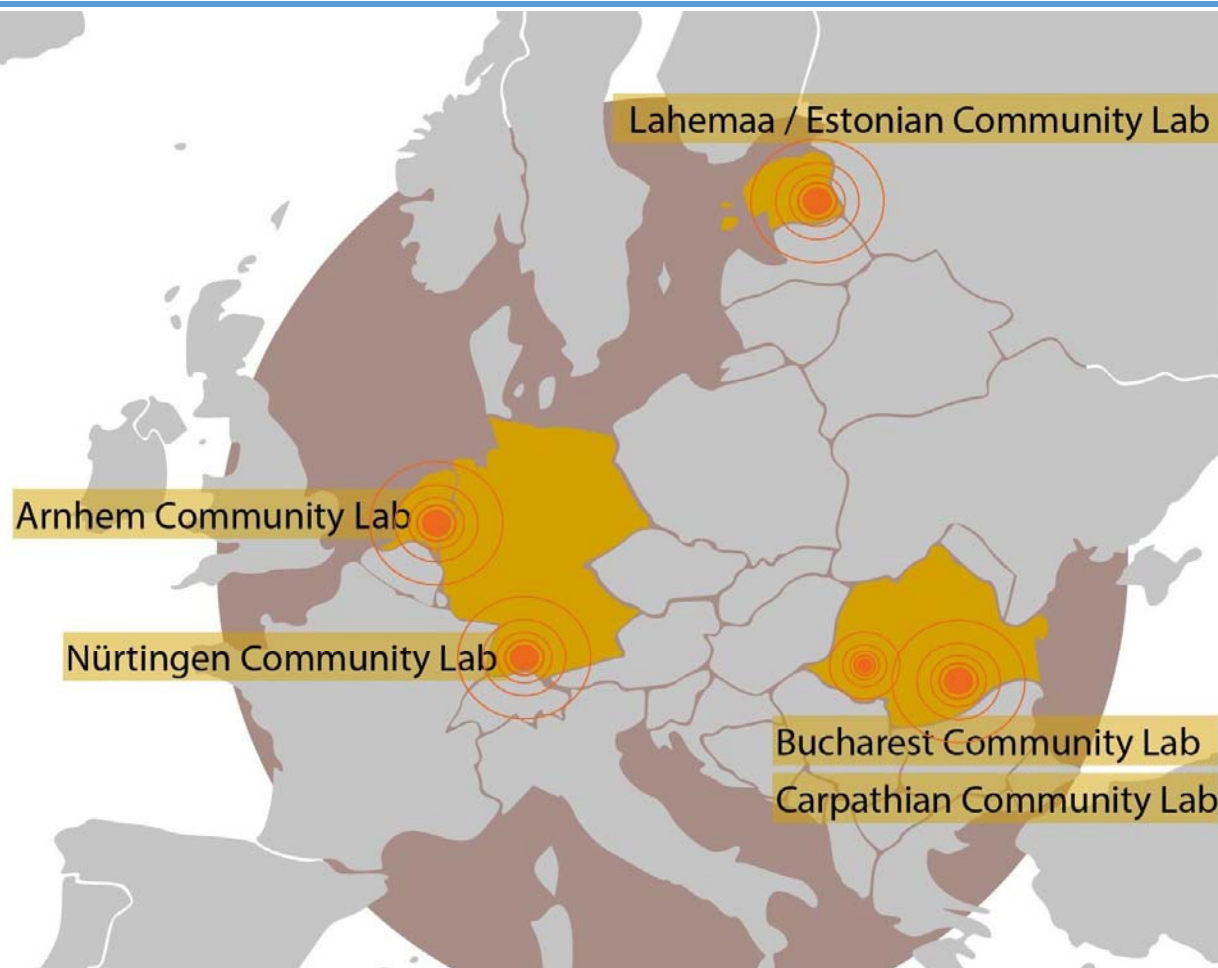 Lahemaa / Estonian Community Lab
Arnhem Community Lab
Nürtingen Community Lab
Bucharest Community Lab
Carpathian Community Lab